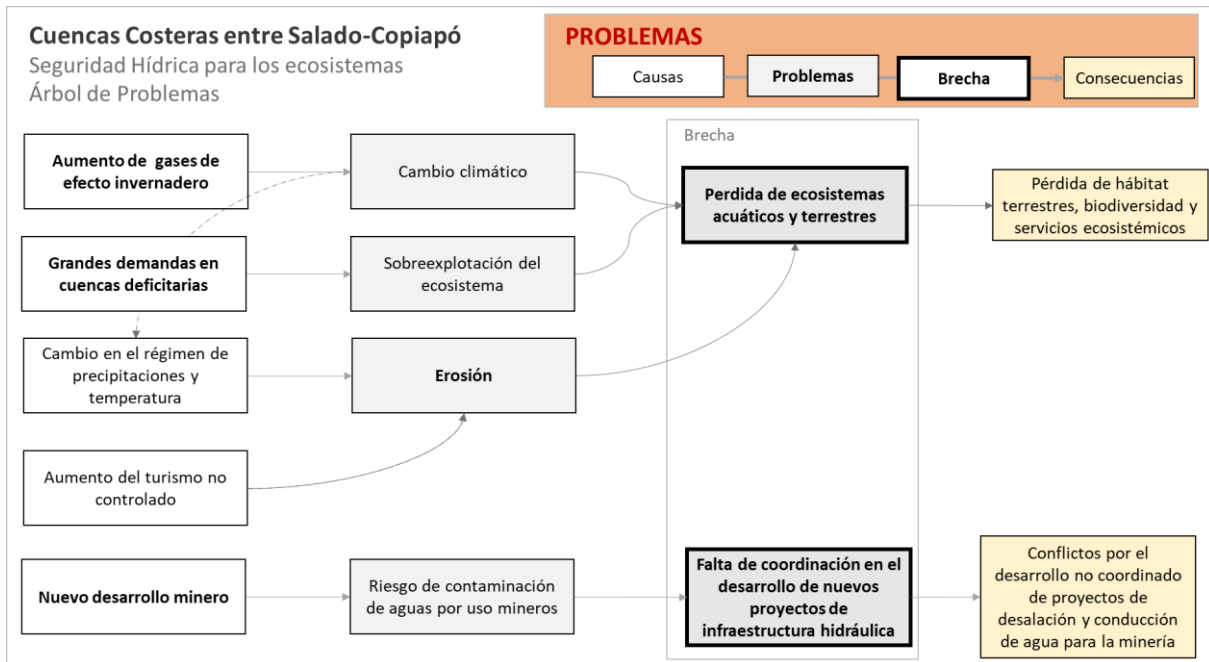 Cuencas Costeras entre Salado-Copiapó
Seguridad Hídrica para los ecosistemas
Árbol de Problemas
PROBLEMAS
Causas
Problemas
Brecha
Consecuencias
Brecha
Aumento de gases de
efecto invernadero
Cambio climático
Perdida de ecosistemas
acuáticos y terrestres
Pérdida de hábitat
terrestres, biodiversidad y
servicios ecosistémicos
Grandes demandas en
cuencas deficitarias
Sobreexplotación del
ecosistema
Cambio en el régimen de
precipitaciones y
temperatura
Erosión
Aumento del turismo no
controlado
Nuevo desarrollo minero
Riesgo de contaminación
de aguas por uso mineros
Falta de coordinación en el
desarrollo de nuevos
proyectos de
infraestructura hidráulica
Conflictos por el
desarrollo no coordinado
de proyectos de
desalación y conducción
de agua para la minería